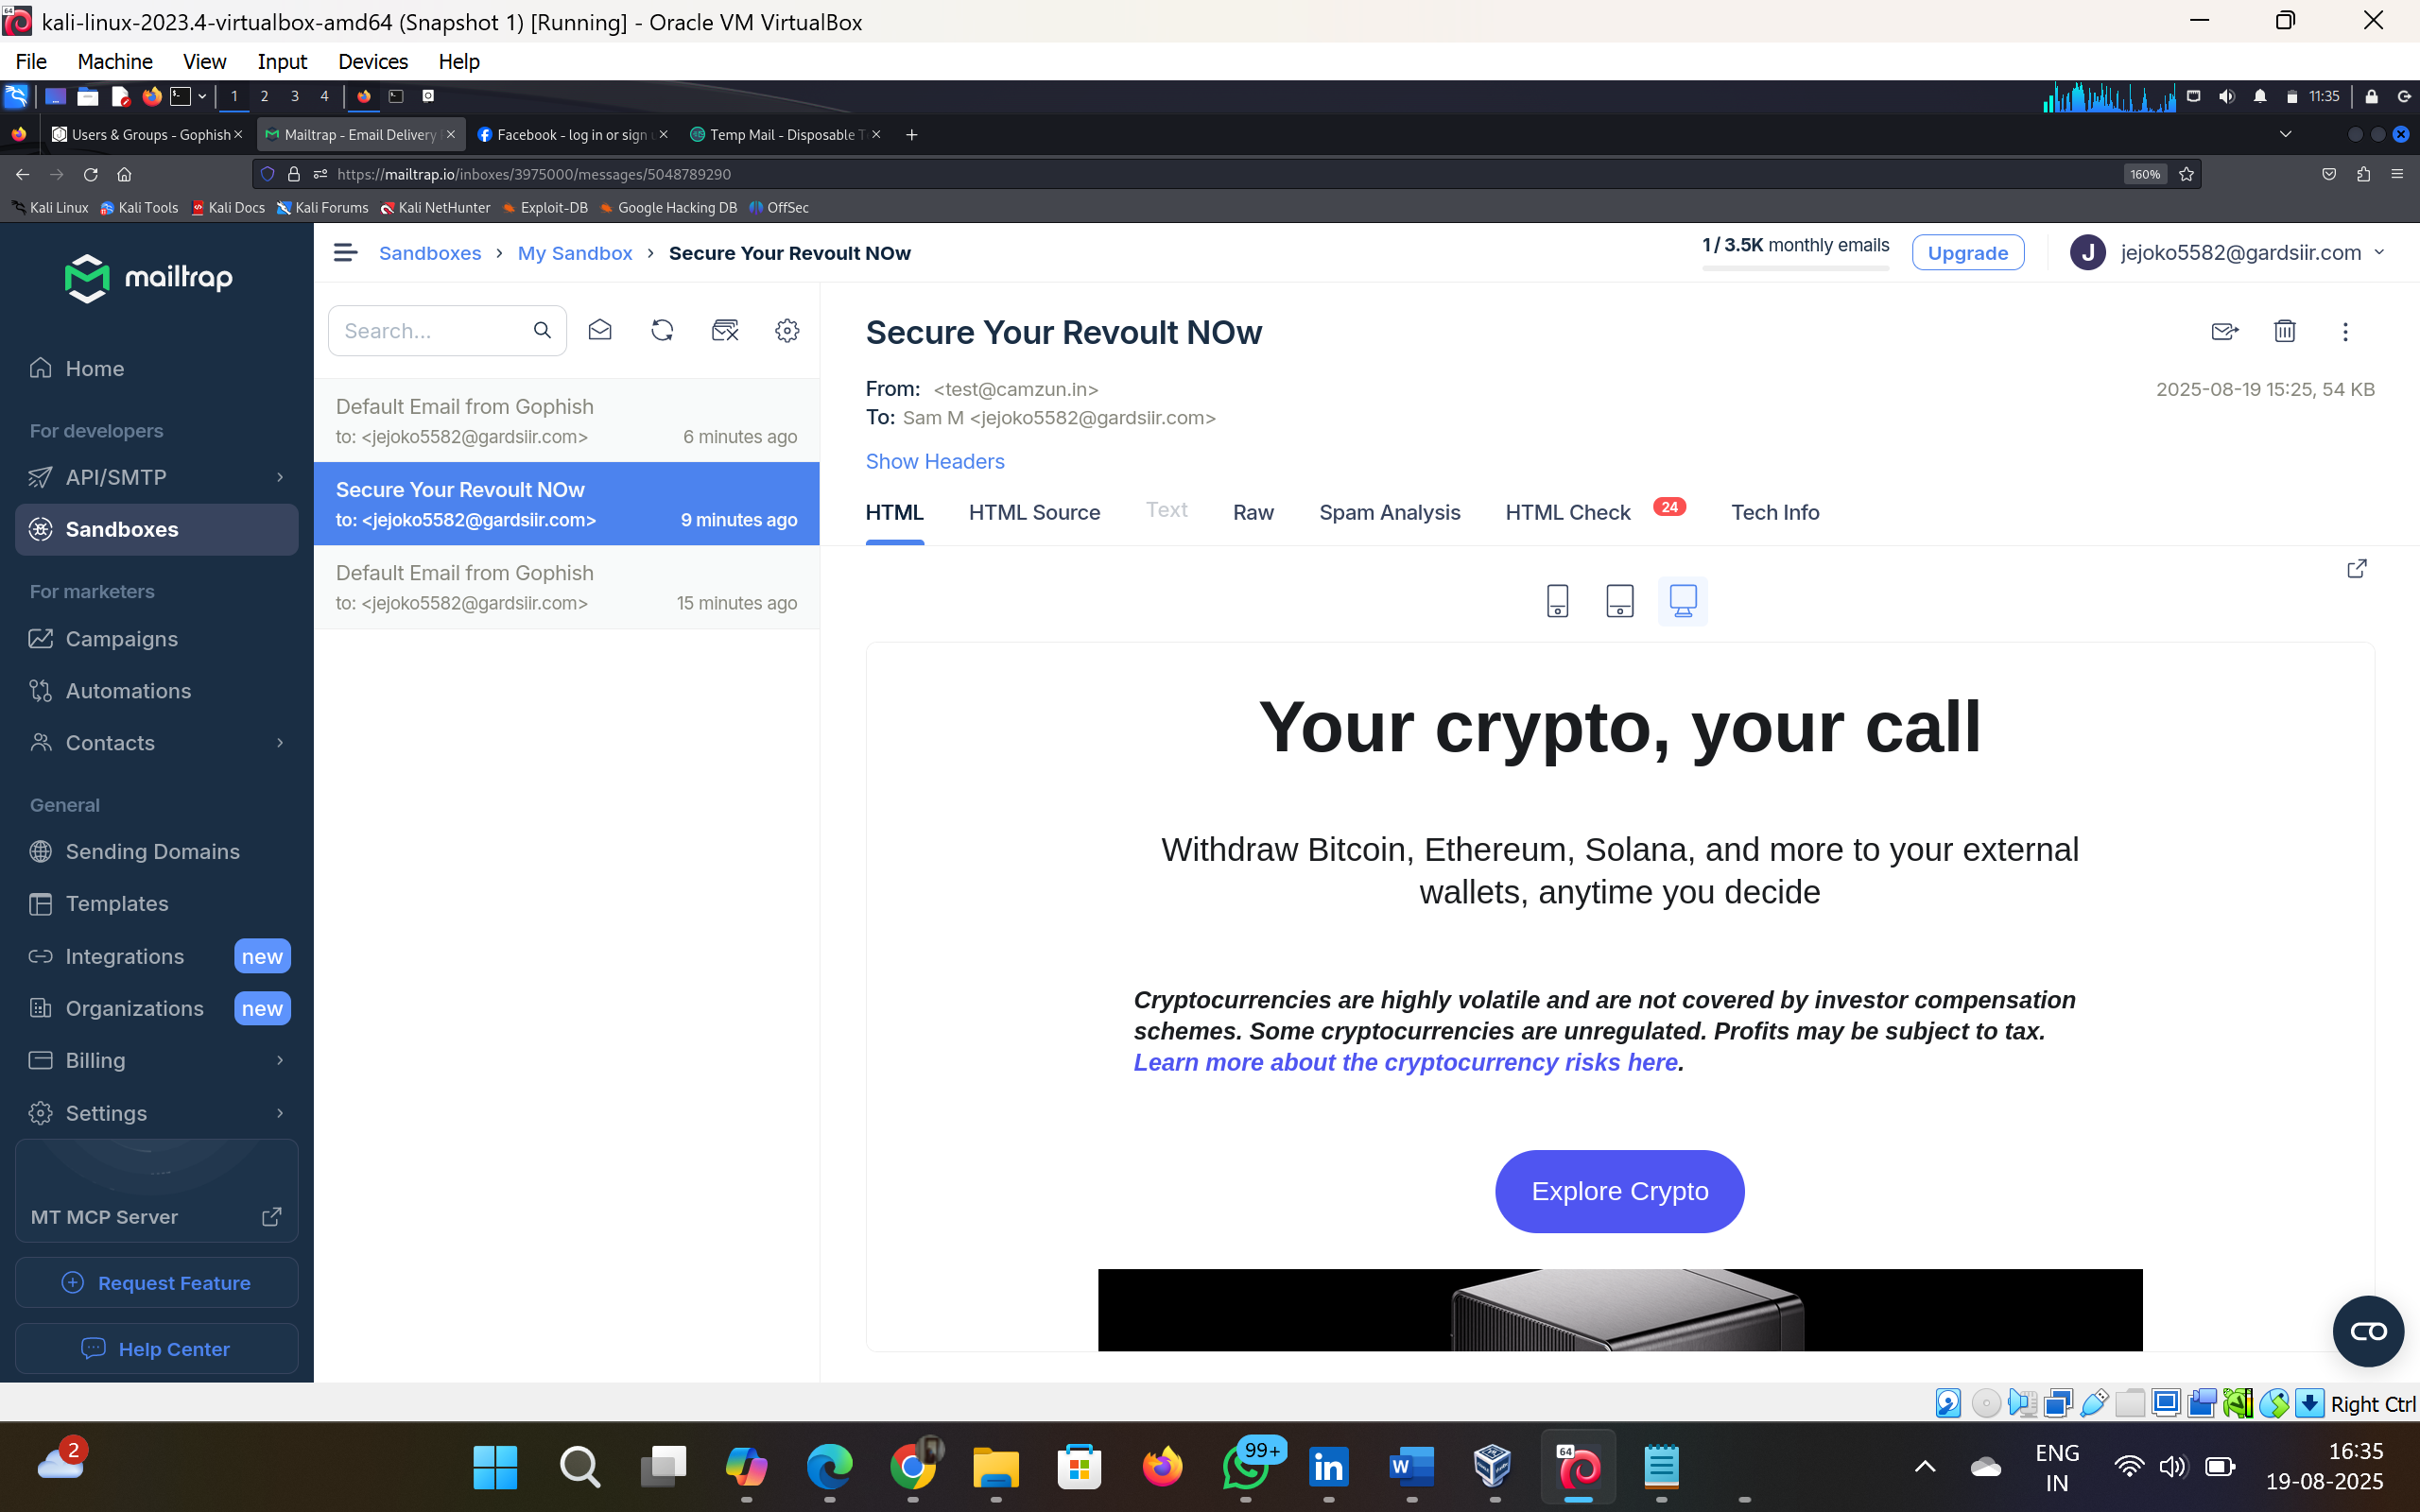 kali-linux-2023.4-virtualbox-amd64 (Snapshot 1) [Running] - Oracle VM VirtualBox
File Machine View Input Devices Help
1 2 3 4
11:35
Users & Groups - Gophish
Mailtrap - Email Delivery
Facebook - log in or sign u
Temp Mail - Disposable T
https://mailtrap.io/inboxes/3975000/messages/5048789290
160%
Kali Linux Kali Tools Kali Docs Kali Forums Kali NetHunter Exploit-DB Google Hacking DB OffSec
mailtrap
Home
For developers
API/SMTP
Sandboxes
For marketers
Campaigns
Automations
Contacts
General
Sending Domains
Templates
Integrations new
Organizations new
Billing
Settings
MT MCP Server
Request Feature
Help Center
Sandboxes > My Sandbox > Secure Your Revoult NOw
1 / 3.5K monthly emails
Upgrade
J
jejoko5582@gardsiir.com
Search...
Default Email from Gophish
to: <jejoko5582@gardsiir.com> 6 minutes ago
Secure Your Revoult NOw
to: <jejoko5582@gardsiir.com> 9 minutes ago
Default Email from Gophish
to: <jejoko5582@gardsiir.com> 15 minutes ago
Secure Your Revoult NOw
From: <test@camzun.in>
2025-08-19 15:25, 54 KB
To: Sam M <jejoko5582@gardsiir.com>
Show Headers
HTML HTML Source Text Raw Spam Analysis HTML Check 24 Tech Info
Your crypto, your call
Withdraw Bitcoin, Ethereum, Solana, and more to your external
wallets, anytime you decide
Cryptocurrencies are highly volatile and are not covered by investor compensation
schemes. Some cryptocurrencies are unregulated. Profits may be subject to tax.
Learn more about the cryptocurrency risks here.
Explore Crypto
Right Ctrl
2
99+
64
ENG
IN
16:35
19-08-2025